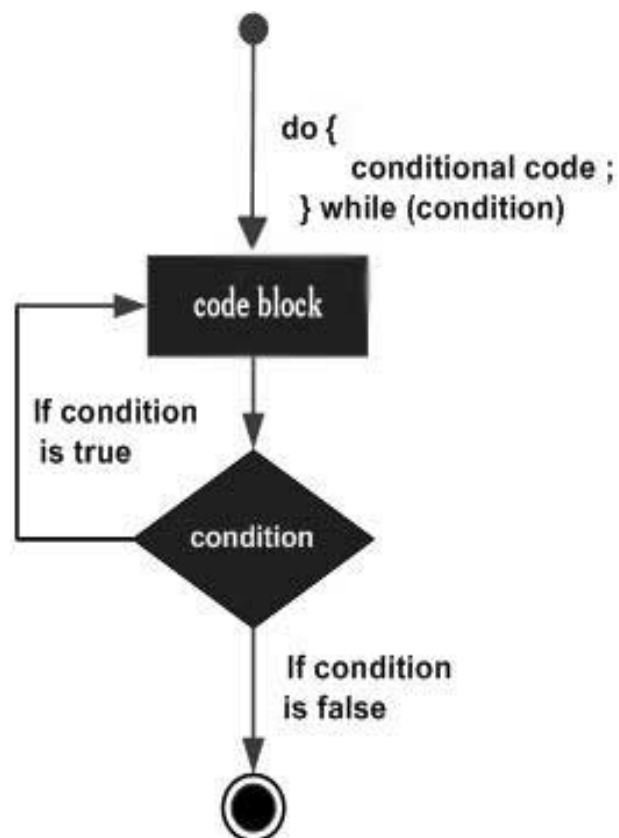 do {
conditional code ;
} while (condition)
code block
If condition
is true
condition
If condition
is false